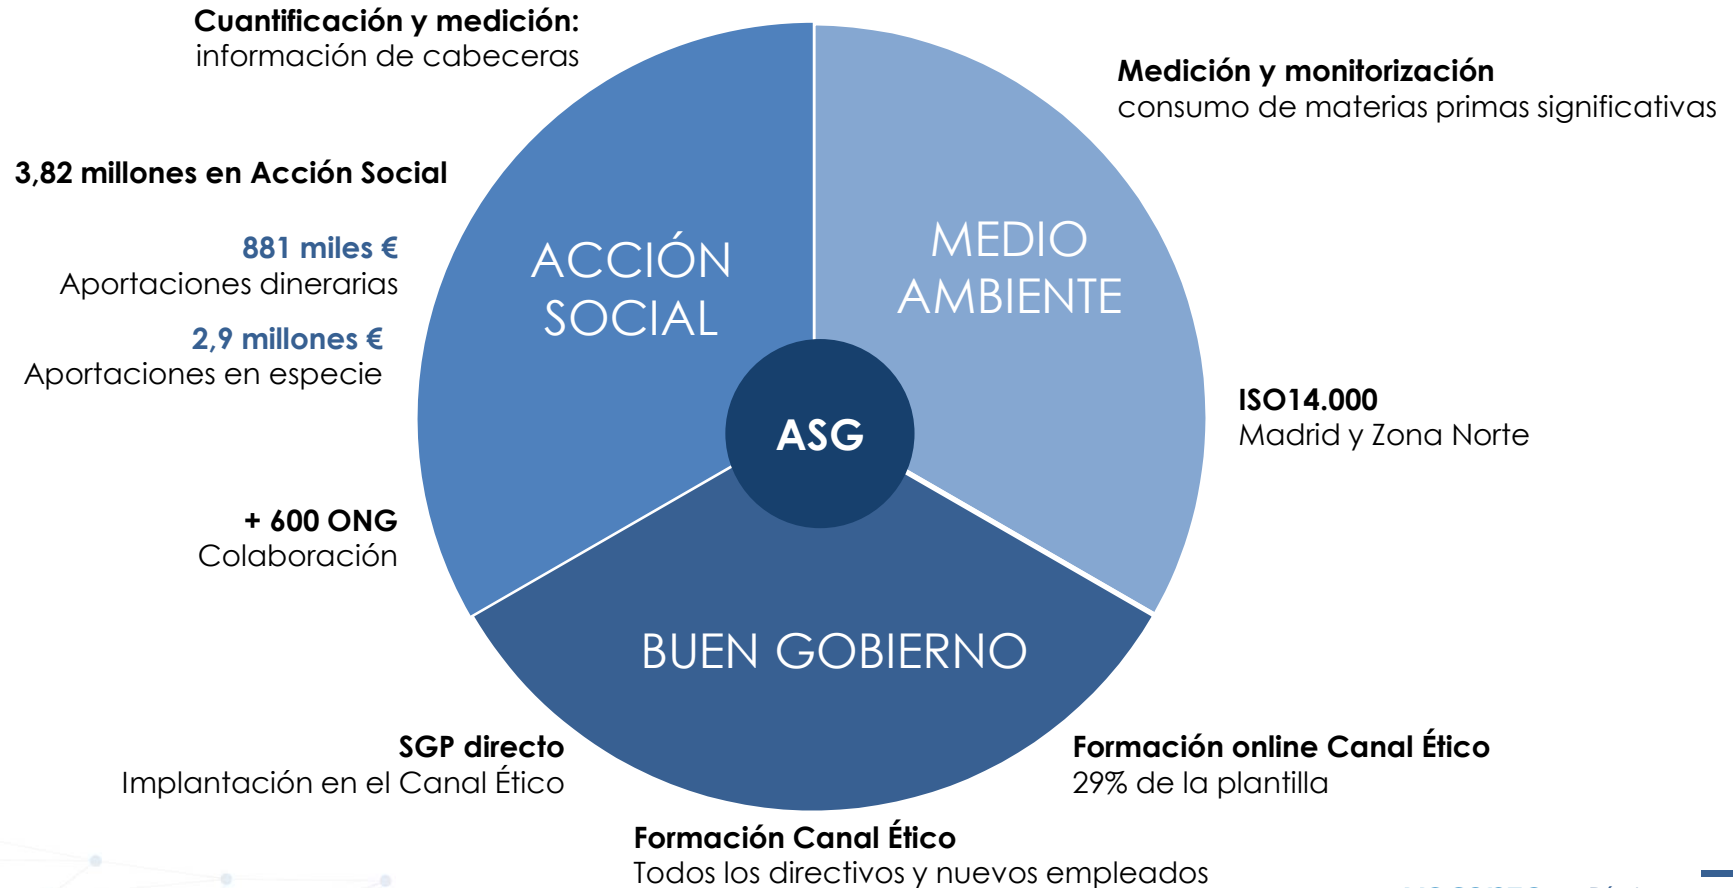 Cuantificación y medición:
información de cabeceras
3,82 millones en Acción Social
881 miles €
Aportaciones dinerarias
2,9 millones €
Aportaciones en especie
+ 600 ONG
Colaboración
ACCIÓN
SOCIAL
MEDIO
AMBIENTE
ASG
BUEN GOBIERNO
Medición y monitorización
consumo de materias primas significativas
ISO14.000
Madrid y Zona Norte
SGP directo
Implantación en el Canal Ético
Formación online Canal Ético
29% de la plantilla
Formación Canal Ético
Todos los directivos y nuevos empleados